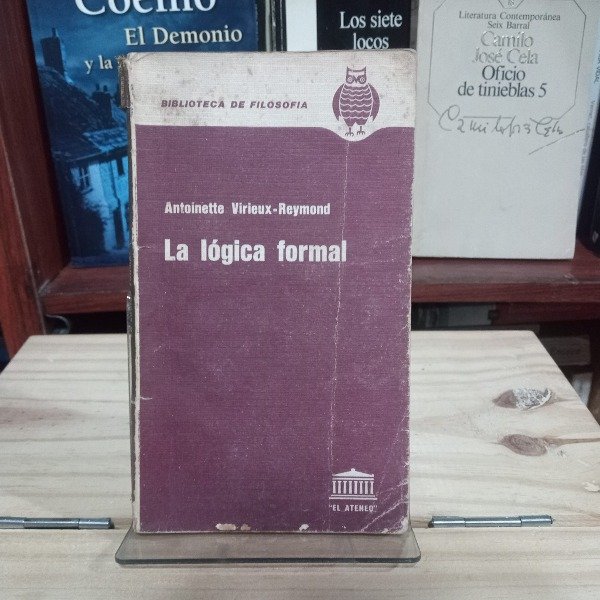 Coelho
El Demonio
y la
Los siete
locos
Literatura Contemporánea
Seix Barral
Camilo
José Cela
Oficio
de tinieblas 5
BIBLIOTECA DE FILOSOFIA
Antoinette Virieux-Reymond
La lógica formal
"EL ATENEO"